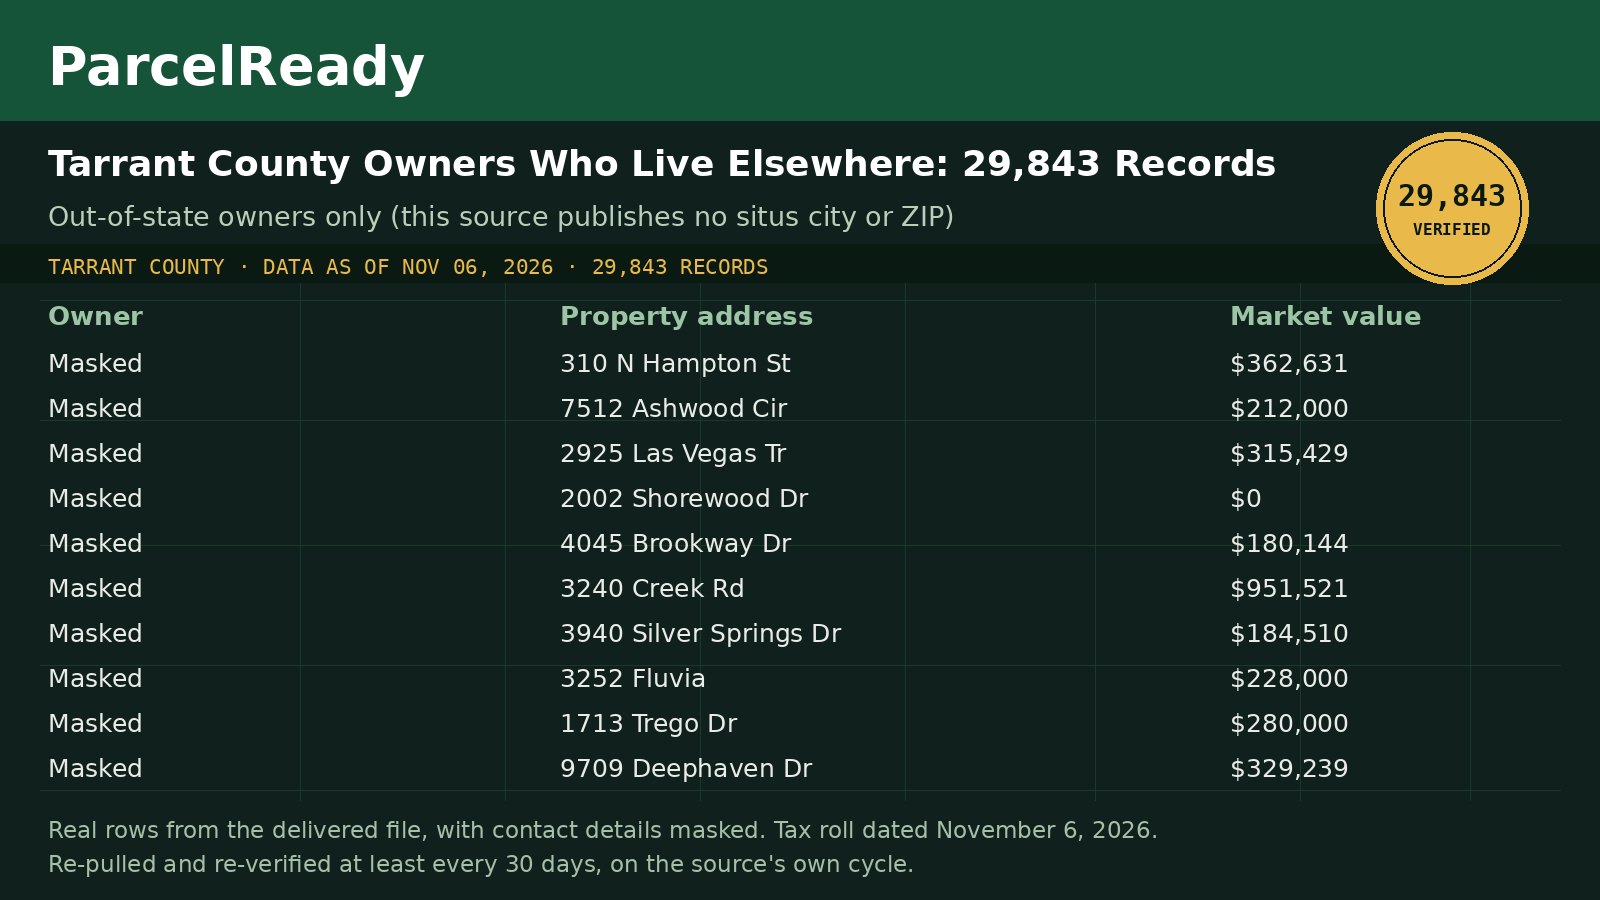 ParcelReady
Tarrant County Owners Who Live Elsewhere: 29,843 Records
Out-of-state owners only (this source publishes no situs city or ZIP)
29,843
VERIFIED
TARRANT COUNTY · DATA AS OF NOV 06, 2026 · 29,843 RECORDS
Owner Property address Market value
Masked 310 N Hampton St $362,631
Masked 7512 Ashwood Cir $212,000
Masked 2925 Las Vegas Tr $315,429
Masked 2002 Shorewood Dr $0
Masked 4045 Brookway Dr $180,144
Masked 3240 Creek Rd $951,521
Masked 3940 Silver Springs Dr $184,510
Masked 3252 Fluvia $228,000
Masked 1713 Trego Dr $280,000
Masked 9709 Deephaven Dr $329,239
Real rows from the delivered file, with contact details masked. Tax roll dated November 6, 2026.
Re-pulled and re-verified at least every 30 days, on the source's own cycle.